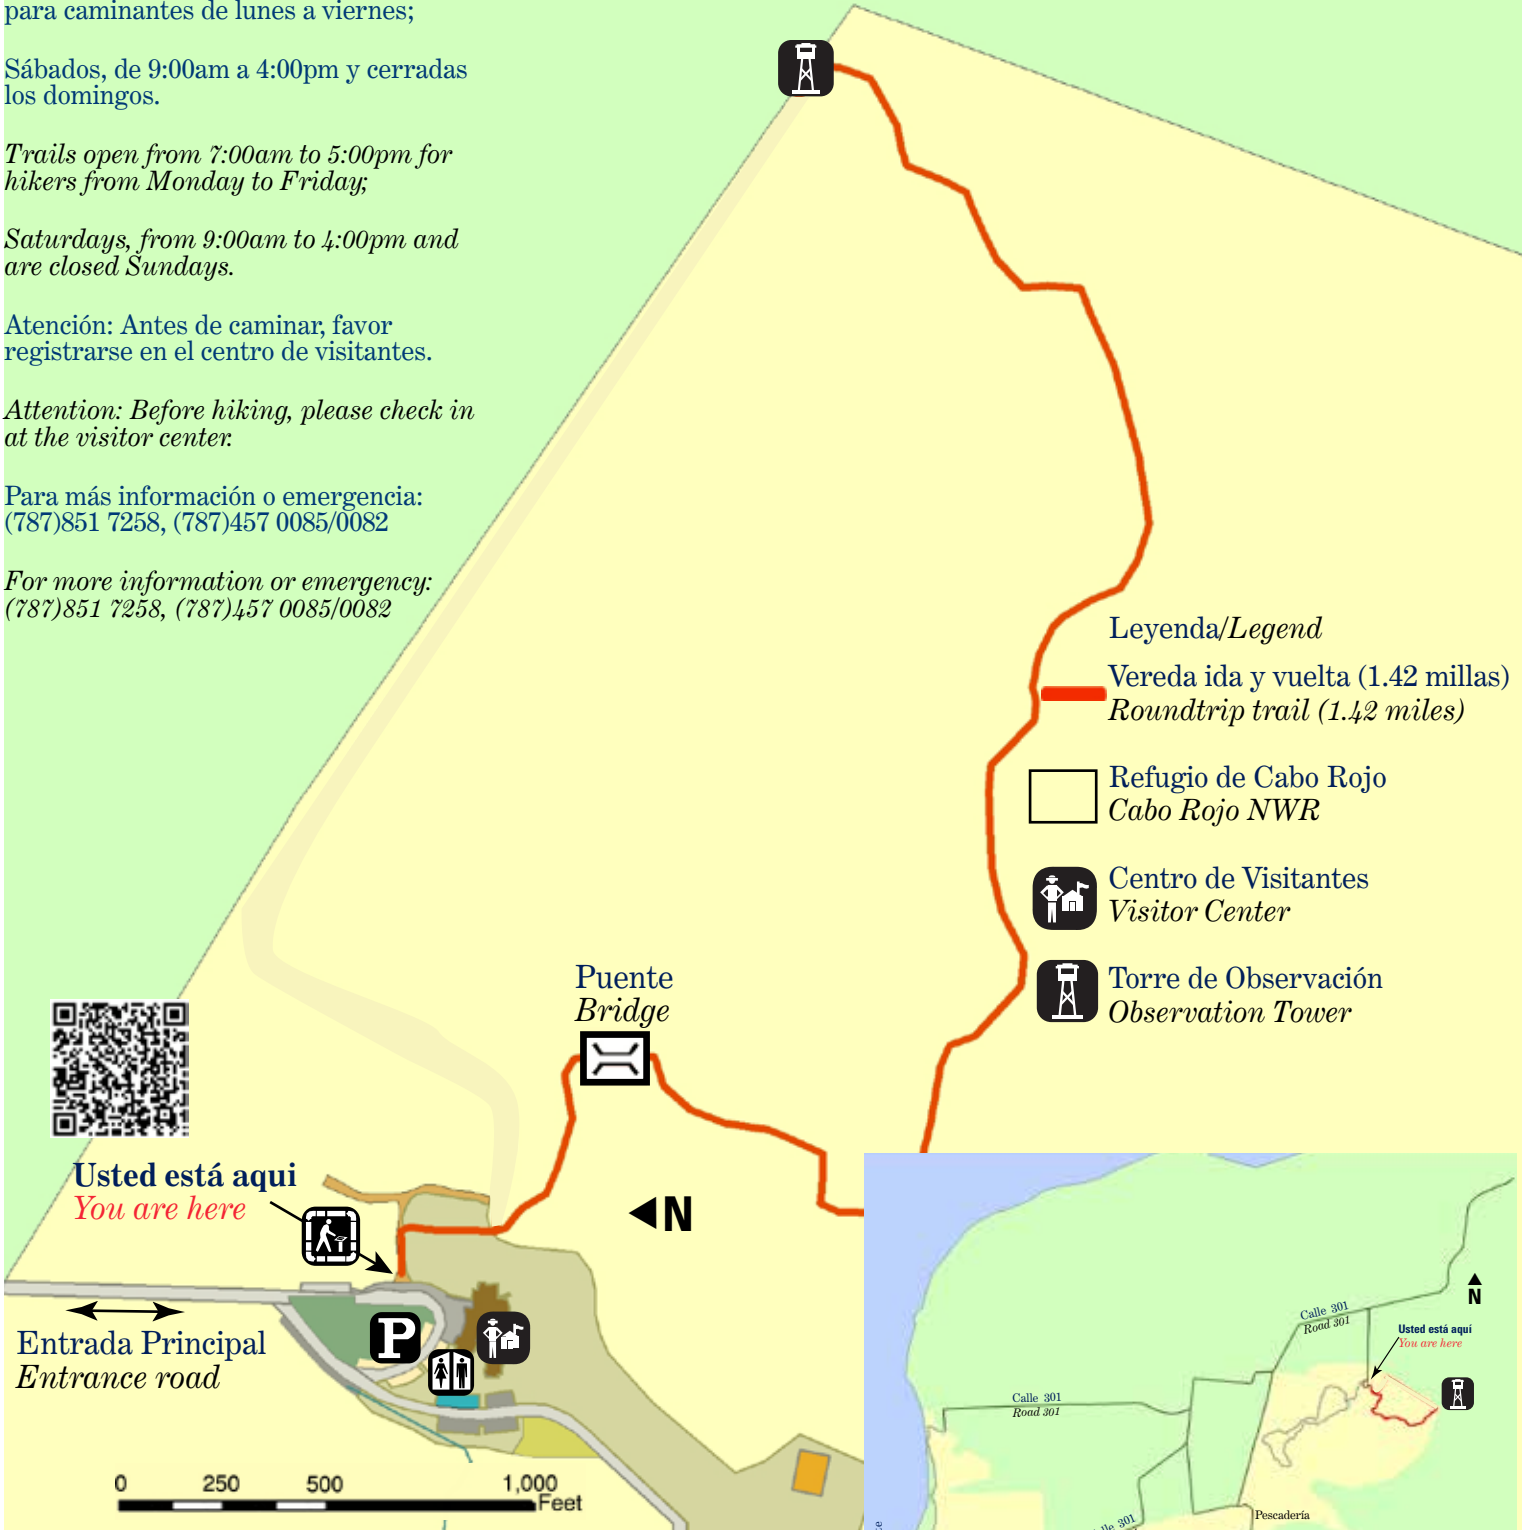 para caminantes de lunes a viernes;
Sábados, de 9:00am a 4:00pm y cerradas
los domingos.
Trails open from 7:00am to 5:00pm for
hikers from Monday to Friday;
Saturdays, from 9:00am to 4:00pm and
are closed Sundays.
Atención: Antes de caminar, favor
registrarse en el centro de visitantes.
Attention: Before hiking, please check in
at the visitor center.
Para más información o emergencia:
(787)851 7258, (787)457 0085/0082
For more information or emergency:
(787)851 7258, (787)457 0085/0082
Leyenda/Legend
Vereda ida y vuelta (1.42 millas)
Roundtrip trail (1.42 miles)
Refugio de Cabo Rojo
Cabo Rojo NWR
Centro de Visitantes
Visitor Center
Torre de Observación
Observation Tower
Puente
Bridge
Usted está aqui
You are here
N
P
Entrada Principal
Entrance road
0 250 500 1,000
Feet
N
Calle 301
Road 301
Usted está aquí
You are here
Calle 301
Road 301
Pescadería
301